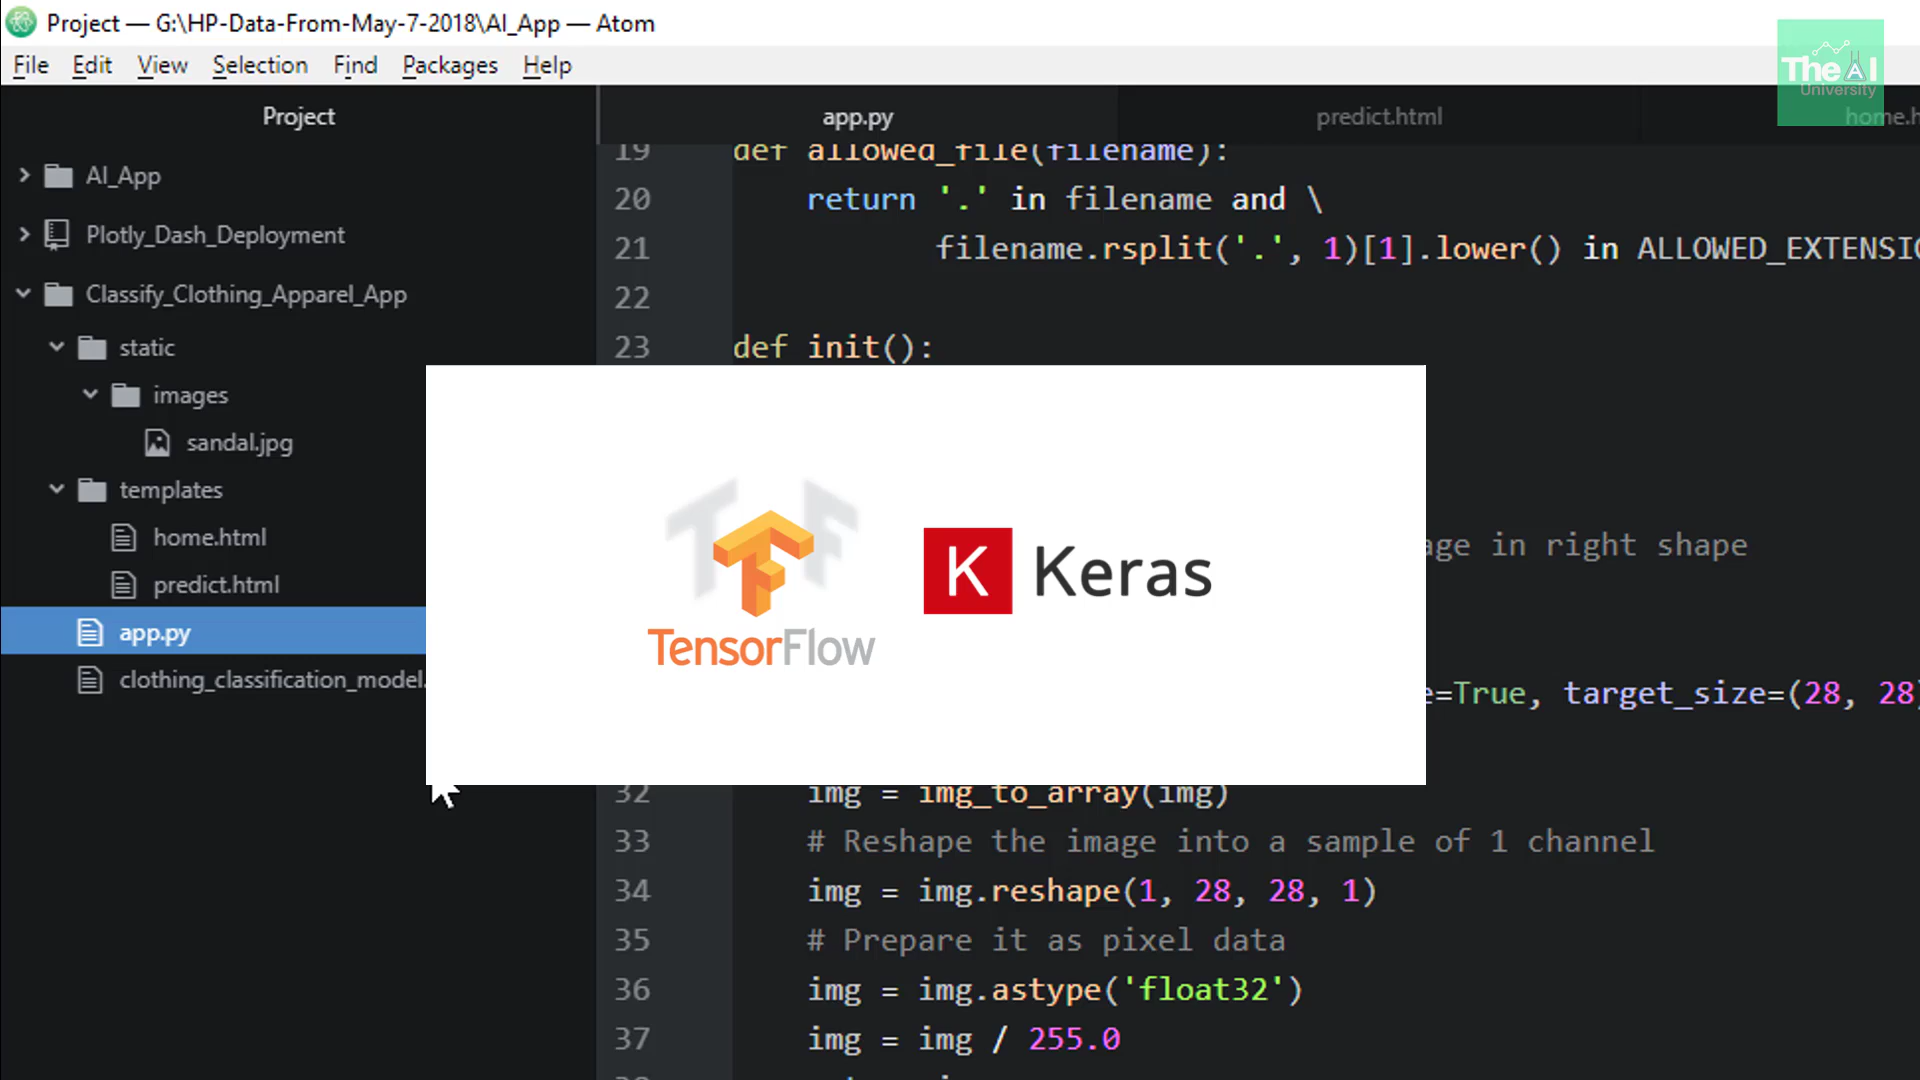 Project — G:\HP-Data-From-May-7-2018\AI_App — Atom
File Edit View Selection Find Packages Help
The AI
University
Project
AI_App
Plotly_Dash_Deployment
Classify_Clothing_Apparel_App
static
images
sandal.jpg
templates
home.html
predict.html
app.py
clothing_classification_model.
app.py predict.html home.h
19 def allowed_file(filename):
20 return '.' in filename and \
21 filename.rsplit('.', 1)[1].lower() in ALLOWED_EXTENSIO
22
23 def init():
TF
TensorFlow
K Keras
age in right shape
e=True, target_size=(28, 28)
32 img = img_to_array(img)
33 # Reshape the image into a sample of 1 channel
34 img = img.reshape(1, 28, 28, 1)
35 # Prepare it as pixel data
36 img = img.astype('float32')
37 img = img / 255.0